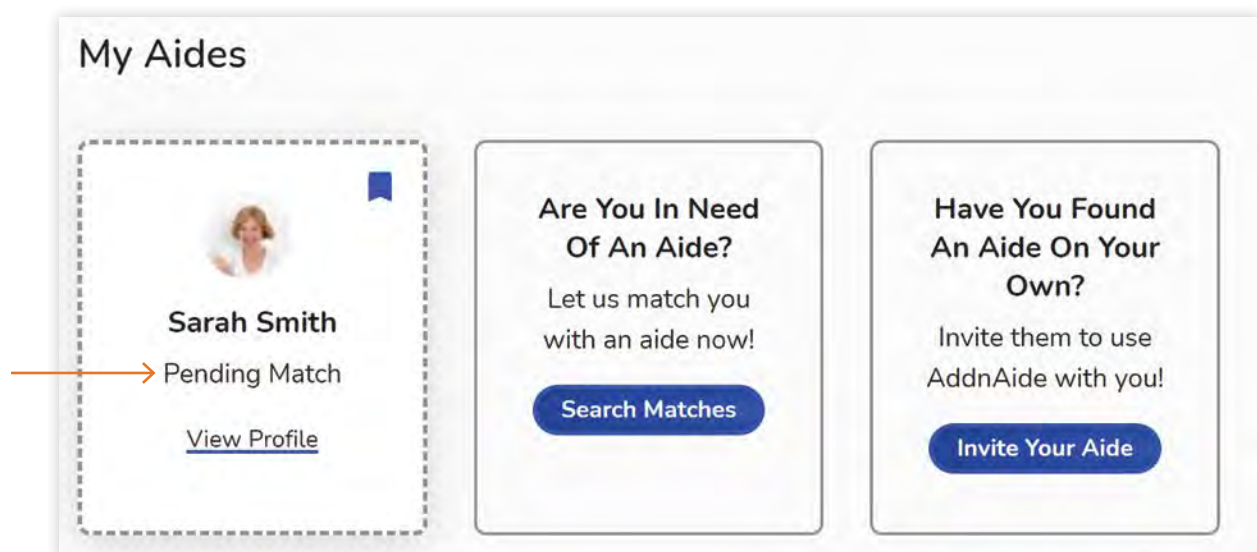 My Aides
Sarah Smith
Pending Match
View Profile
Are You In Need
Of An Aide?
Let us match you
with an aide now!
Search Matches
Have You Found
An Aide On Your
Own?
Invite them to use
AddnAide with you!
Invite Your Aide